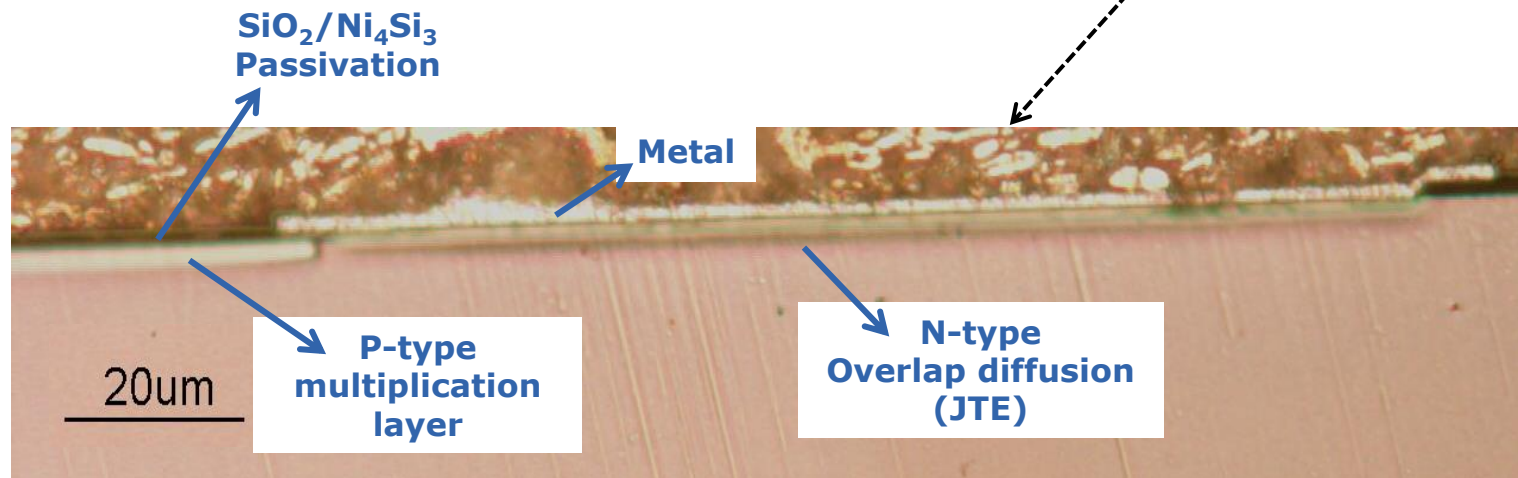 SiO₂/Ni₄Si₃
Passivation
Metal
P-type
multiplication
layer
N-type
Overlap diffusion
(JTE)
20um